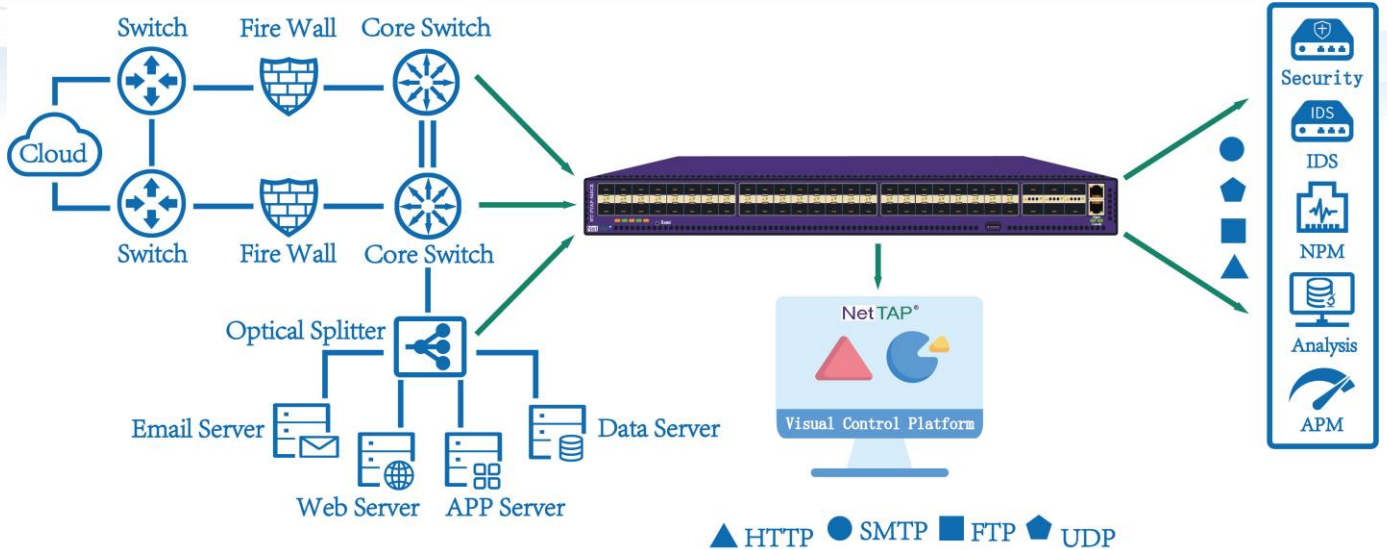 Switch
Fire Wall
Core Switch
Cloud
Switch
Fire Wall
Core Switch
Optical Splitter
Email Server
Web Server
APP Server
Data Server
NetTAP®
Visual Control Platform
HTTP
SMTP
FTP
UDP
Security
IDS
IDS
NPM
Analysis
APM